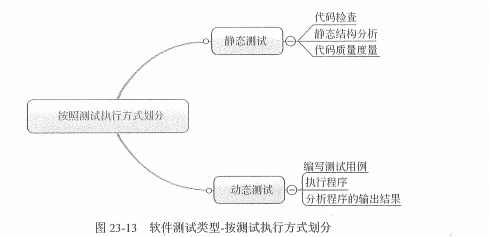 代码检查
静态测试
静态结构分析
代码质量度量
按照测试执行方式划分
编写测试用例
动态测试
执行程序
分析程序的输出结果
图 23-13 软件测试类型-按测试执行方式划分